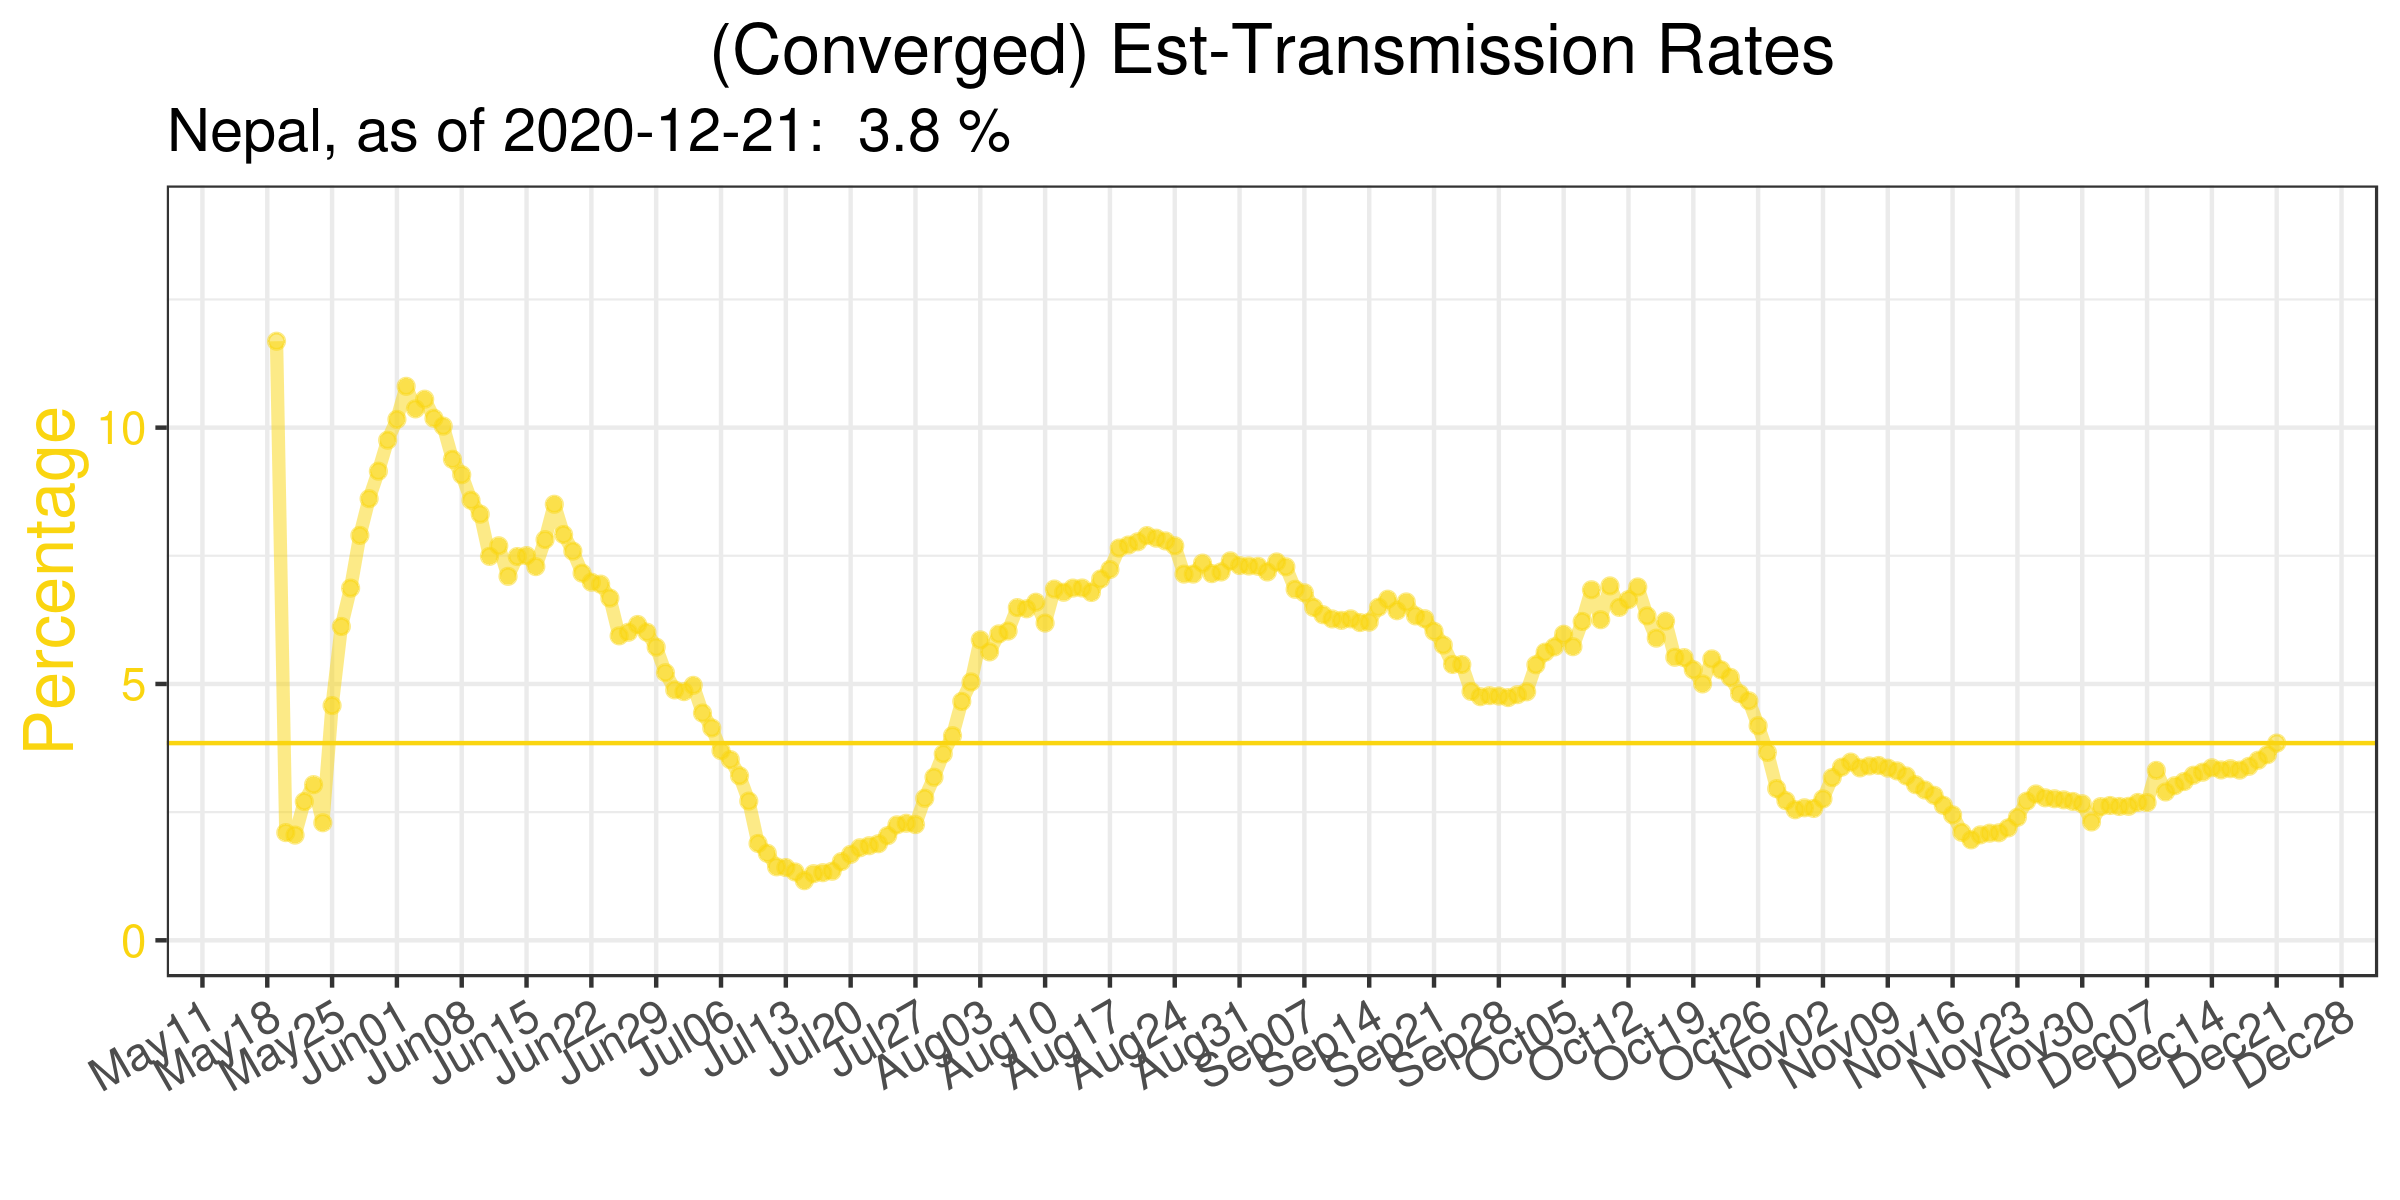 (Converged) Est-Transmission Rates
Nepal, as of 2020-12-21:  3.8 %
Percentage
10
5
0
May11
May18
May25
Jun01
Jun08
Jun15
Jun22
Jun29
Jul06
Jul13
Jul20
Jul27
Aug03
Aug10
Aug17
Aug24
Aug31
Sep07
Sep14
Sep21
Sep28
Oct05
Oct12
Oct19
Oct26
Nov02
Nov09
Nov16
Nov23
Nov30
Dec07
Dec14
Dec21
Dec28